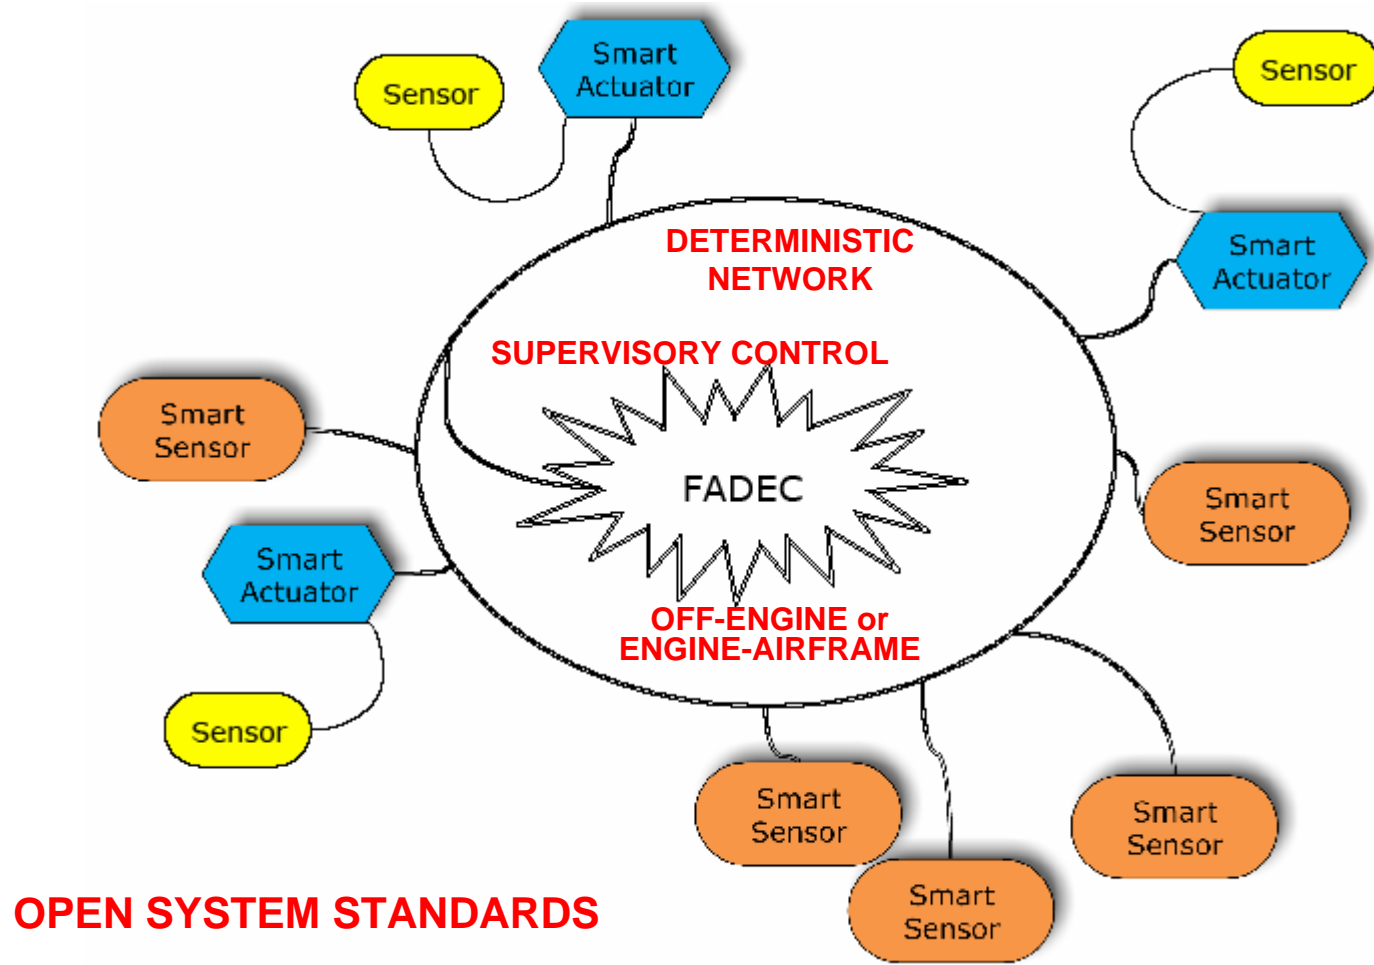 Smart
Actuator
Sensor
Sensor
Smart
Actuator
DETERMINISTIC
NETWORK
SUPERVISORY CONTROL
FADEC
OFF-ENGINE or
ENGINE-AIRFRAME
Smart
Sensor
Smart
Sensor
Smart
Actuator
Sensor
Smart
Sensor
Smart
Sensor
Smart
Sensor
OPEN SYSTEM STANDARDS